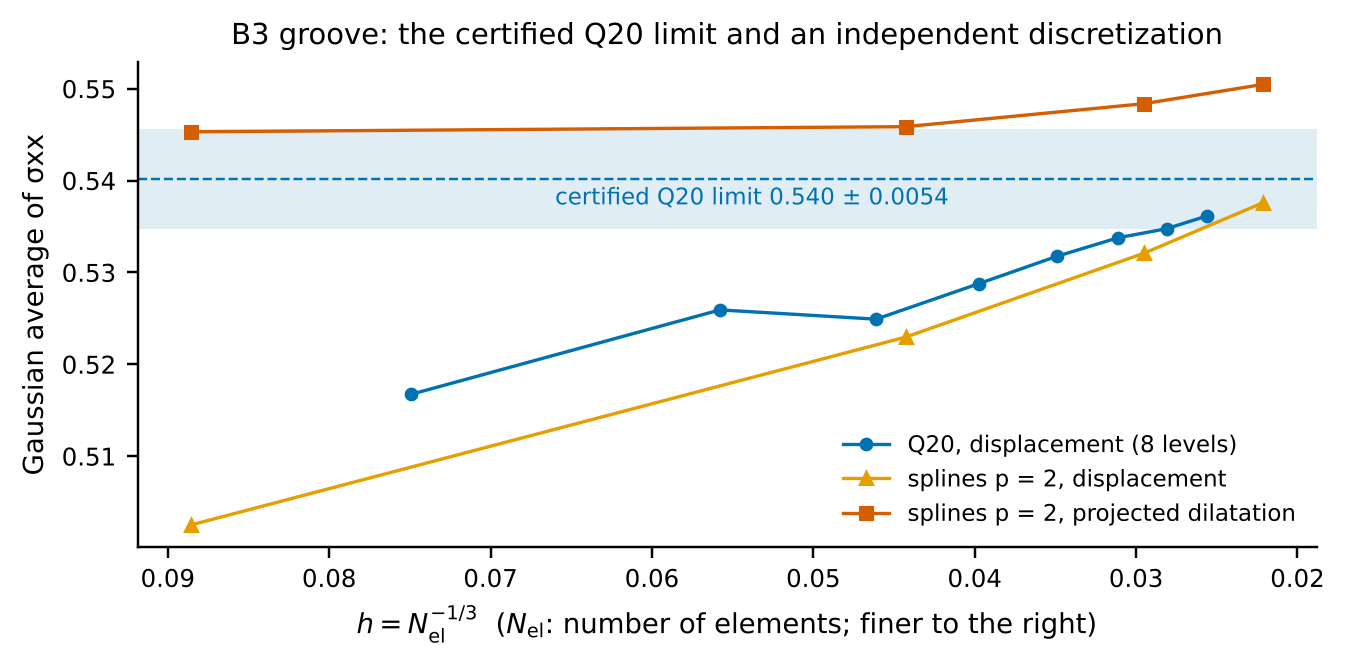 B3 groove: the certified Q20 limit and an independent discretization
Gaussian average of σxx
0.55
0.54
0.53
0.52
0.51
certified Q20 limit 0.540 ± 0.0054
Q20, displacement (8 levels)
splines p = 2, displacement
splines p = 2, projected dilatation
0.09 0.08 0.07 0.06 0.05 0.04 0.03 0.02
h = N_el^{−1/3} (N_el: number of elements; finer to the right)